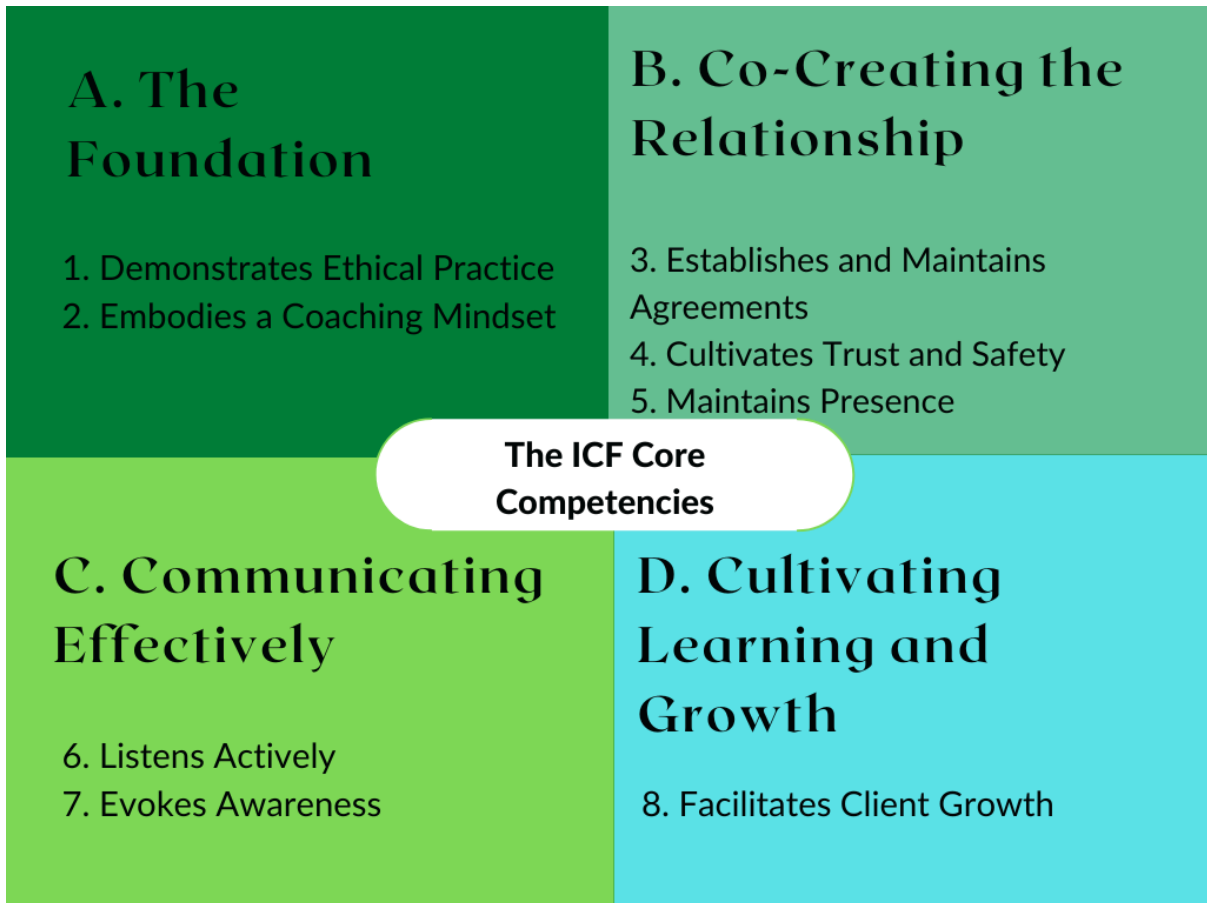 A. The
Foundation
1. Demonstrates Ethical Practice
2. Embodies a Coaching Mindset
B. Co-Creating the
Relationship
3. Establishes and Maintains
Agreements
4. Cultivates Trust and Safety
5. Maintains Presence
The ICF Core
Competencies
C. Communicating
Effectively
6. Listens Actively
7. Evokes Awareness
D. Cultivating
Learning and
Growth
8. Facilitates Client Growth